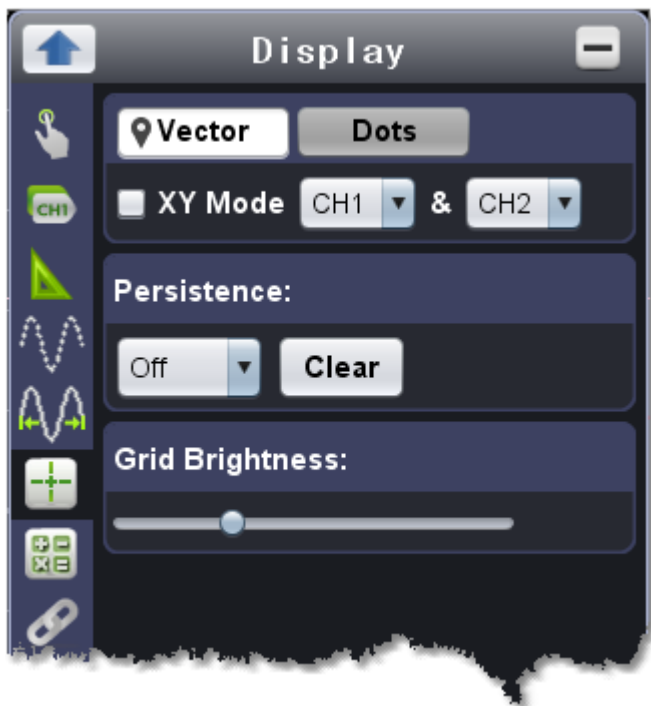 Display
Vector Dots
CH1
XY Mode CH1 & CH2
Persistence:
Off Clear
Grid Brightness: